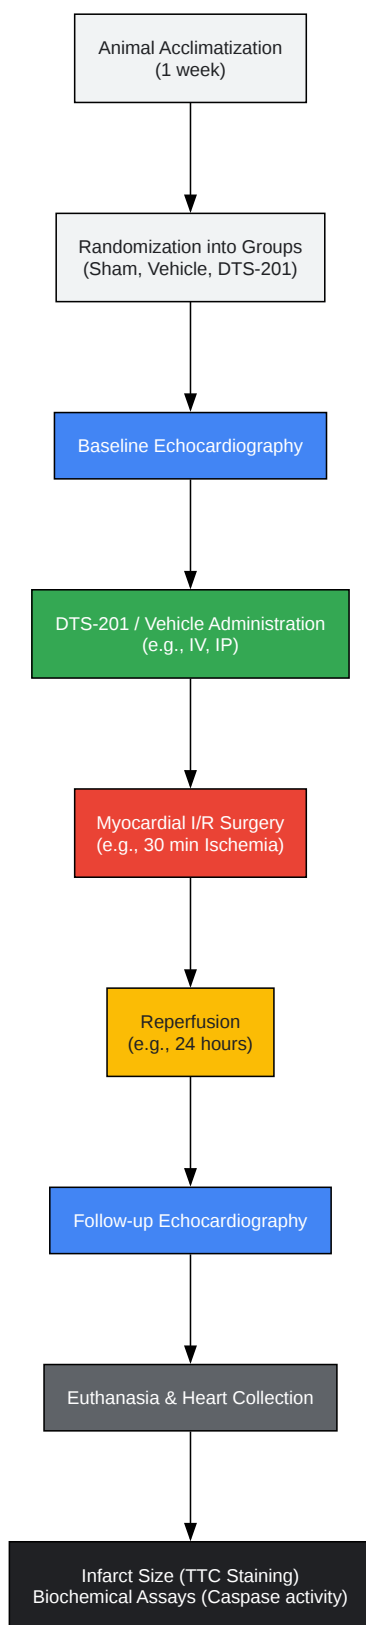 Animal Acclimatization
(1 week)
Randomization into Groups
(Sham, Vehicle, DTS-201)
Baseline Echocardiography
DTS-201 / Vehicle Administration
(e.g., IV, IP)
Myocardial I/R Surgery
(e.g., 30 min Ischemia)
Reperfusion
(e.g., 24 hours)
Follow-up Echocardiography
Euthanasia & Heart Collection
Infarct Size (TTC Staining)
Biochemical Assays (Caspase activity)